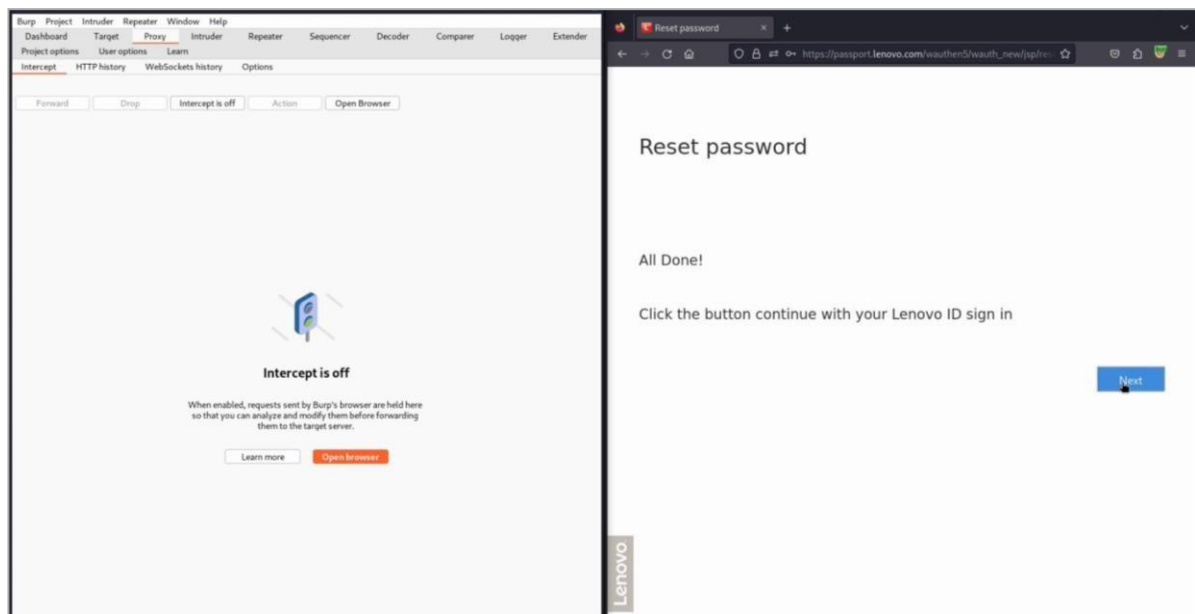 Burp Project Intruder Repeater Window Help
Dashboard Target Proxy Intruder Repeater Sequencer Decoder Comparer Logger Extender
Project options User options Learn
Intercept HTTP history WebSockets history Options
Forward Drop Intercept is off Action Open Browser
Intercept is off
When enabled, requests sent by Burp's browser are held here
so that you can analyze and modify them before forwarding
them to the target server.
Learn more Open browser
Reset password
https://passport.lenovo.com/wauthen5/wauth_new/jsp/res
Reset password
All Done!
Click the button continue with your Lenovo ID sign in
Next
Lenovo